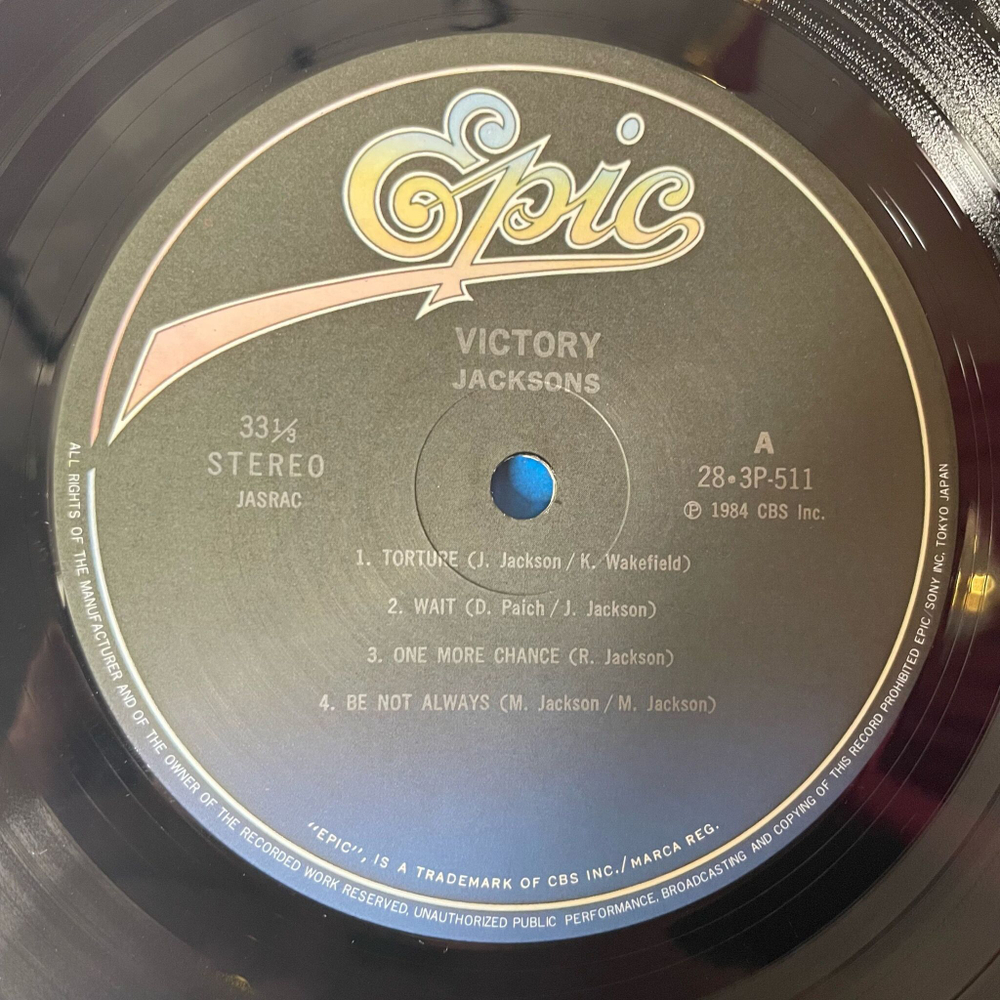 Epic
VICTORY
JACKSONS
33⅓
STEREO
JASRAC
A
28•3P-511
Ⓟ 1984 CBS Inc.
1. TORTURE (J. Jackson / K. Wakefield)
2. WAIT (D. Paich / J. Jackson)
3. ONE MORE CHANCE (R. Jackson)
4. BE NOT ALWAYS (M. Jackson / M. Jackson)
"EPIC", IS A TRADEMARK OF CBS INC./MARCA REG.
ALL RIGHTS OF THE MANUFACTURER AND OF THE OWNER OF THE RECORDED WORK RESERVED, UNAUTHORIZED PUBLIC PERFORMANCE, BROADCASTING AND COPYING OF THIS RECORD PROHIBITED EPIC/SONY INC. TOKYO JAPAN